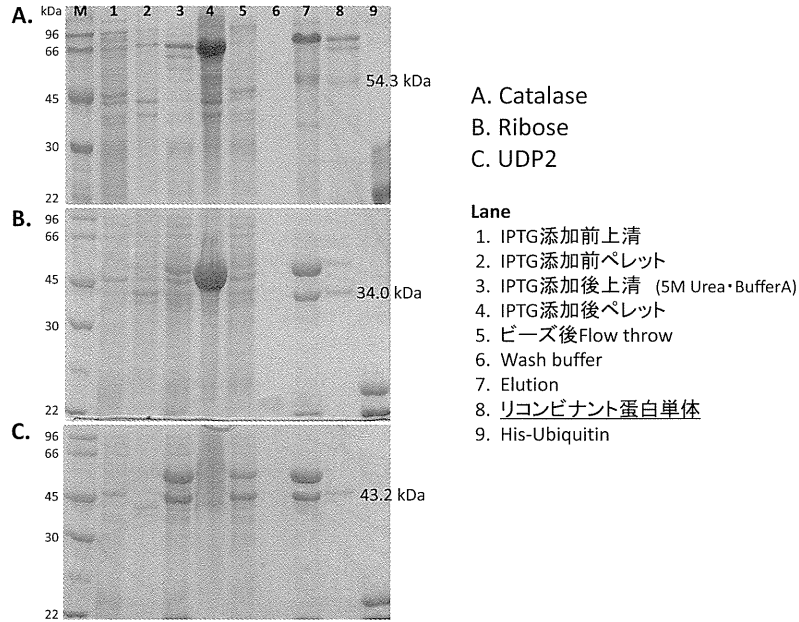 A.
kDa M 1 2 3 4 5 6 7 8 9
96
66
45
30
22
54.3 kDa
B.
96
66
45
30
22
34.0 kDa
C.
96
66
45
30
22
43.2 kDa
A. Catalase
B. Ribose
C. UDP2
Lane
1. IPTG添加前上清
2. IPTG添加前ペレット
3. IPTG添加後上清 (5M Urea・BufferA)
4. IPTG添加後ペレット
5. ビーズ後Flow throw
6. Wash buffer
7. Elution
8. リコンビナント蛋白単体
9. His-Ubiquitin